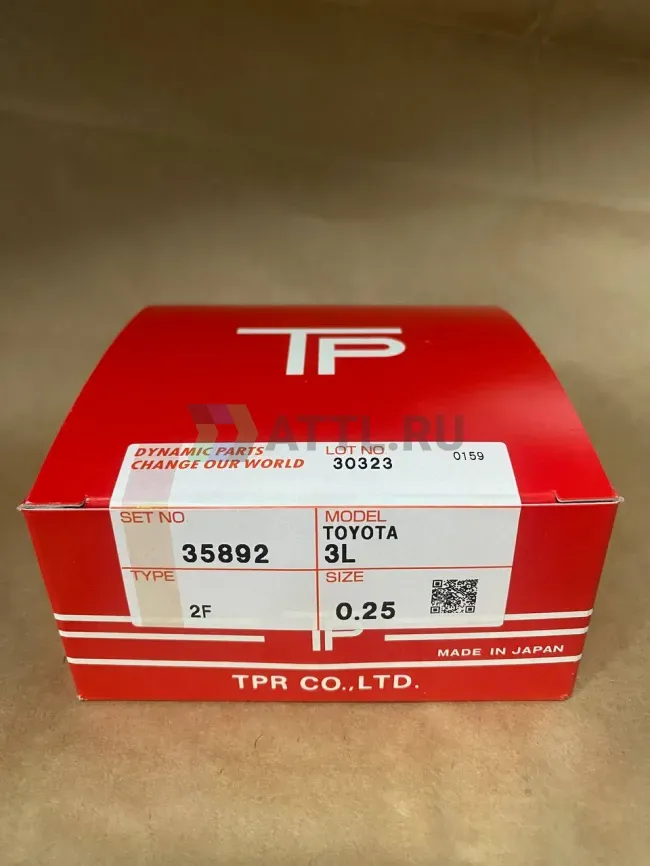 TP
ATTL.RU
DYNAMIC PARTS
CHANGE OUR WORLD
LOT NO
30323
0159
SET NO
35892
MODEL
TOYOTA
3L
TYPE
2F
SIZE
0.25
TP
MADE IN JAPAN
TPR CO.,LTD.